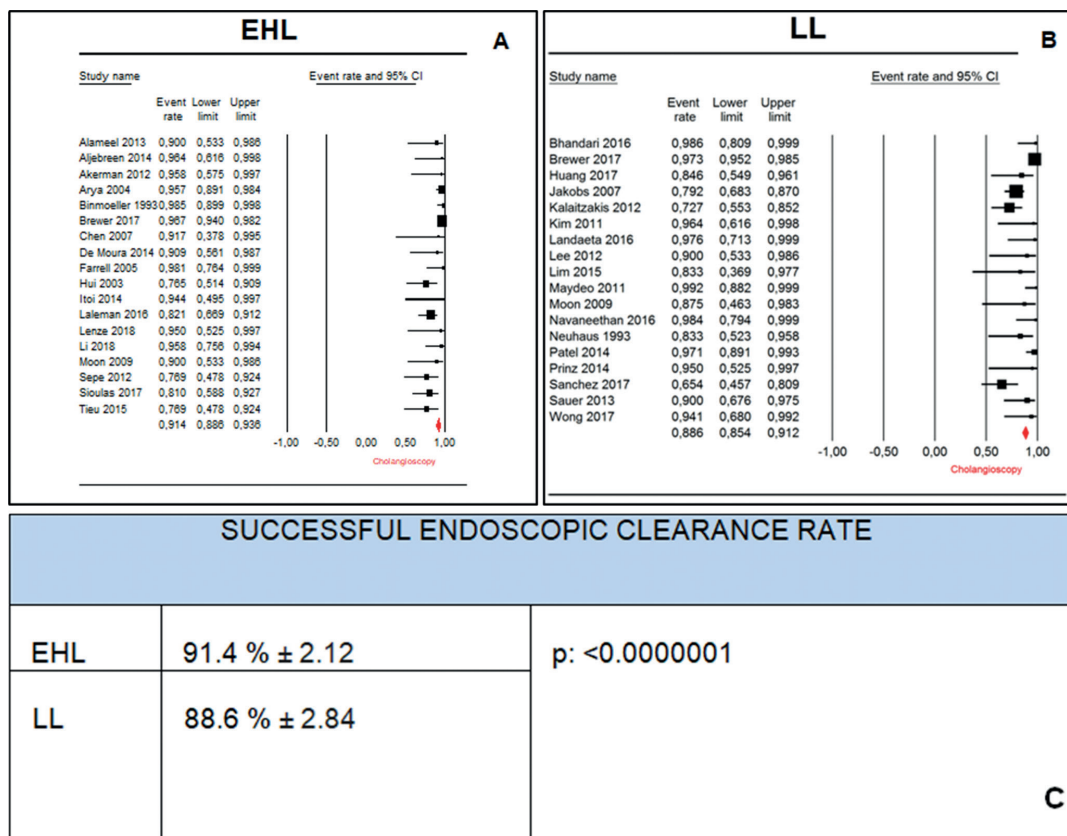 EHL
A
Study name Event rate and 95% CI
Event Lower Upper
rate limit limit
Alameel 2013 0,900 0,533 0,986
Aljebreen 2014 0,964 0,616 0,998
Akerman 2012 0,958 0,575 0,997
Arya 2004 0,957 0,891 0,984
Binmoeller 1993 0,985 0,899 0,998
Brewer 2017 0,967 0,940 0,982
Chen 2007 0,917 0,378 0,995
De Moura 2014 0,909 0,561 0,987
Farrell 2005 0,981 0,764 0,999
Hui 2003 0,765 0,514 0,909
Itoi 2014 0,944 0,495 0,997
Laleman 2016 0,821 0,669 0,912
Lenze 2018 0,950 0,525 0,997
Li 2018 0,958 0,756 0,994
Moon 2009 0,900 0,533 0,986
Sepe 2012 0,769 0,478 0,924
Sioulas 2017 0,810 0,588 0,927
Tieu 2015 0,769 0,478 0,924
0,914 0,886 0,936
-1,00 -0,50 0,00 0,50 1,00
Cholangioscopy
LL
B
Study name Event rate and 95% CI
Event Lower Upper
rate limit limit
Bhandari 2016 0,986 0,809 0,999
Brewer 2017 0,973 0,952 0,985
Huang 2017 0,846 0,549 0,961
Jakobs 2007 0,792 0,683 0,870
Kalaitzakis 2012 0,727 0,553 0,852
Kim 2011 0,964 0,616 0,998
Landaeta 2016 0,976 0,713 0,999
Lee 2012 0,900 0,533 0,986
Lim 2015 0,833 0,369 0,977
Maydeo 2011 0,992 0,882 0,999
Moon 2009 0,875 0,463 0,983
Navaneethan 2016 0,984 0,794 0,999
Neuhaus 1993 0,833 0,523 0,958
Patel 2014 0,971 0,891 0,993
Prinz 2014 0,950 0,525 0,997
Sanchez 2017 0,654 0,457 0,809
Sauer 2013 0,900 0,676 0,975
Wong 2017 0,941 0,680 0,992
0,886 0,854 0,912
-1,00 -0,50 0,00 0,50 1,00
Cholangioscopy
SUCCESSFUL ENDOSCOPIC CLEARANCE RATE
EHL 91.4 % ± 2.12 p: <0.0000001
LL 88.6 % ± 2.84
C